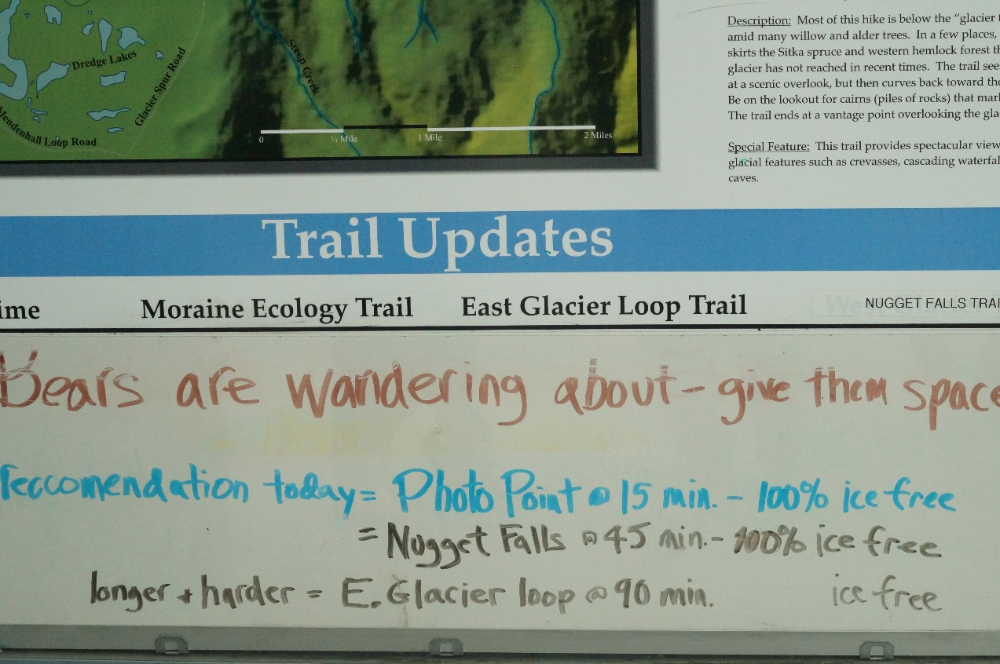 Dredge Lakes
Glacier Spur Road
Mendenhall Loop Road
Steep Creek
0 ½ Mile 1 Mile 2 Miles
Description: Most of this hike is below the “glacier
amid many willow and alder trees. In a few places,
skirts the Sitka spruce and western hemlock forest th
glacier has not reached in recent times. The trail see
at a scenic overlook, but then curves back toward the
Be on the lookout for cairns (piles of rocks) that mar
The trail ends at a vantage point overlooking the gla
Special Feature: This trail provides spectacular view
glacial features such as crevasses, cascading waterfal
caves.
Trail Updates
ime Moraine Ecology Trail East Glacier Loop Trail NUGGET FALLS TRAI
Bears are wandering about - give them space
reccomendation today = Photo Point @ 15 min. - 100% ice free
= Nugget Falls @ 45 min. - 100% ice free
longer + harder = E. Glacier loop @ 90 min. ice free